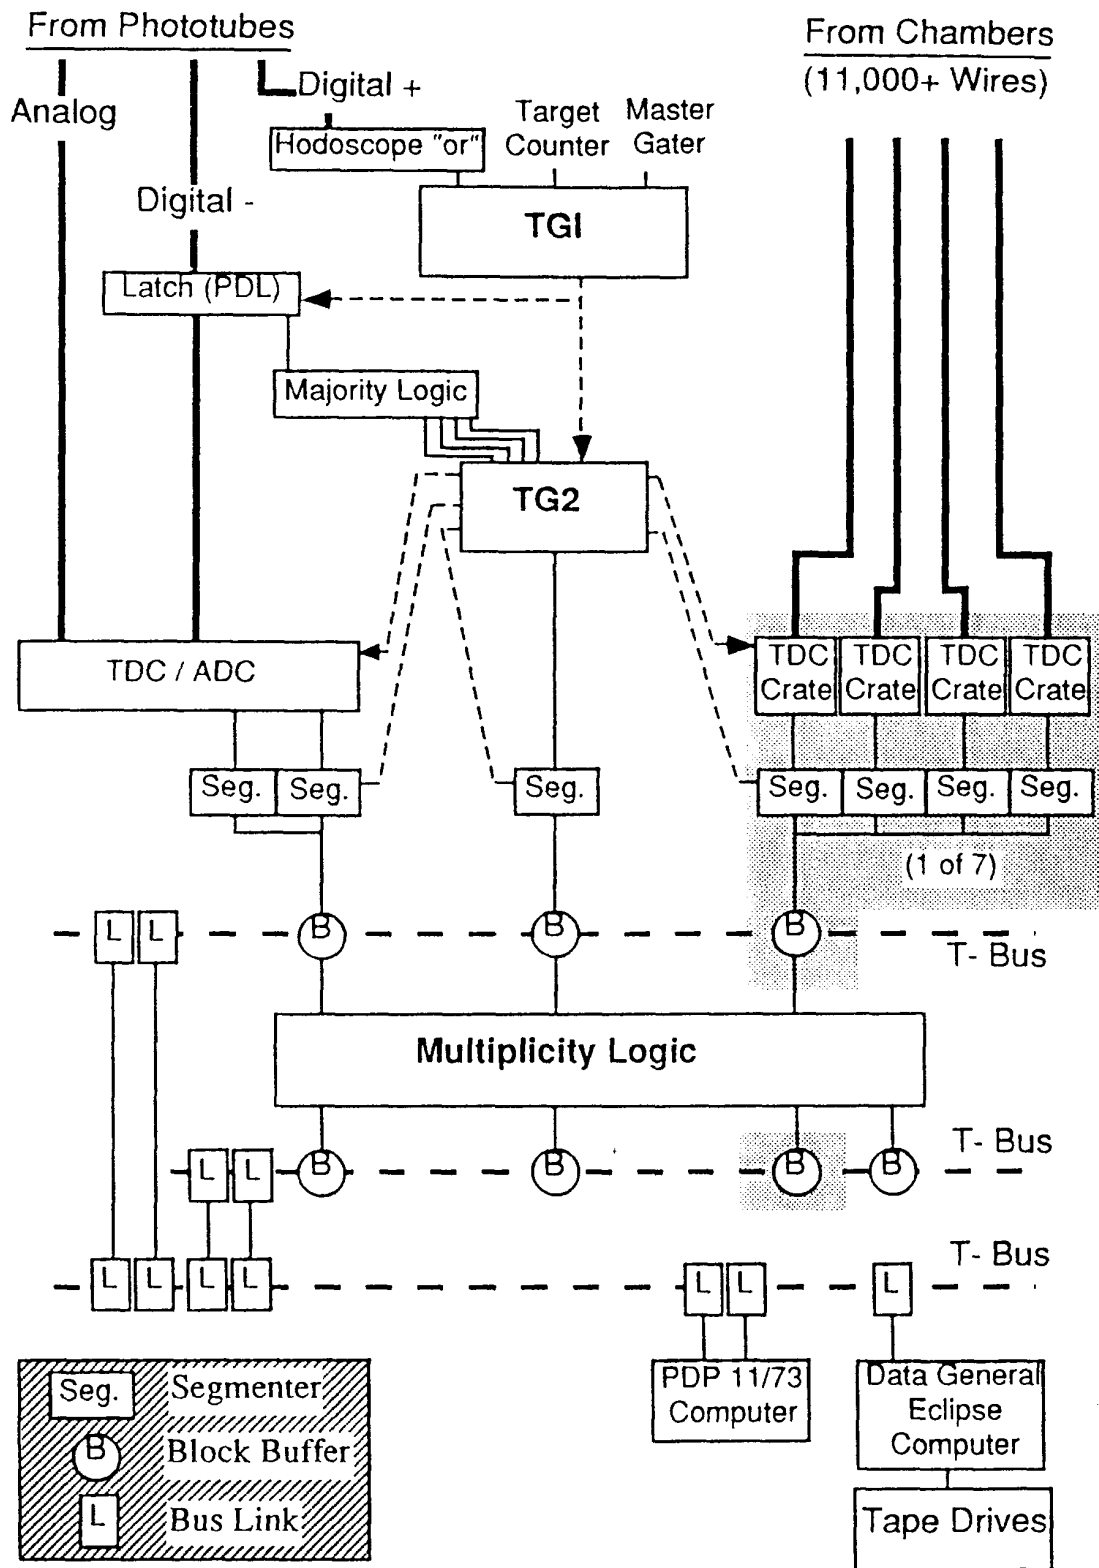 From Phototubes
From Chambers
(11,000+ Wires)
Analog
Digital +
Digital -
Hodoscope "or"
Target
Counter
Master
Gater
TGI
Latch (PDL)
Majority Logic
TG2
TDC / ADC
TDC
Crate
TDC
Crate
TDC
Crate
TDC
Crate
Seg.
Seg.
Seg.
Seg.
Seg.
Seg.
Seg.
(1 of 7)
L
L
B
B
B
T- Bus
Multiplicity Logic
L
L
B
B
B
B
T- Bus
L
L
L
L
L
L
L
T- Bus
PDP 11/73
Computer
Data General
Eclipse
Computer
Tape Drives
Seg.
Segmenter
B
Block Buffer
L
Bus Link